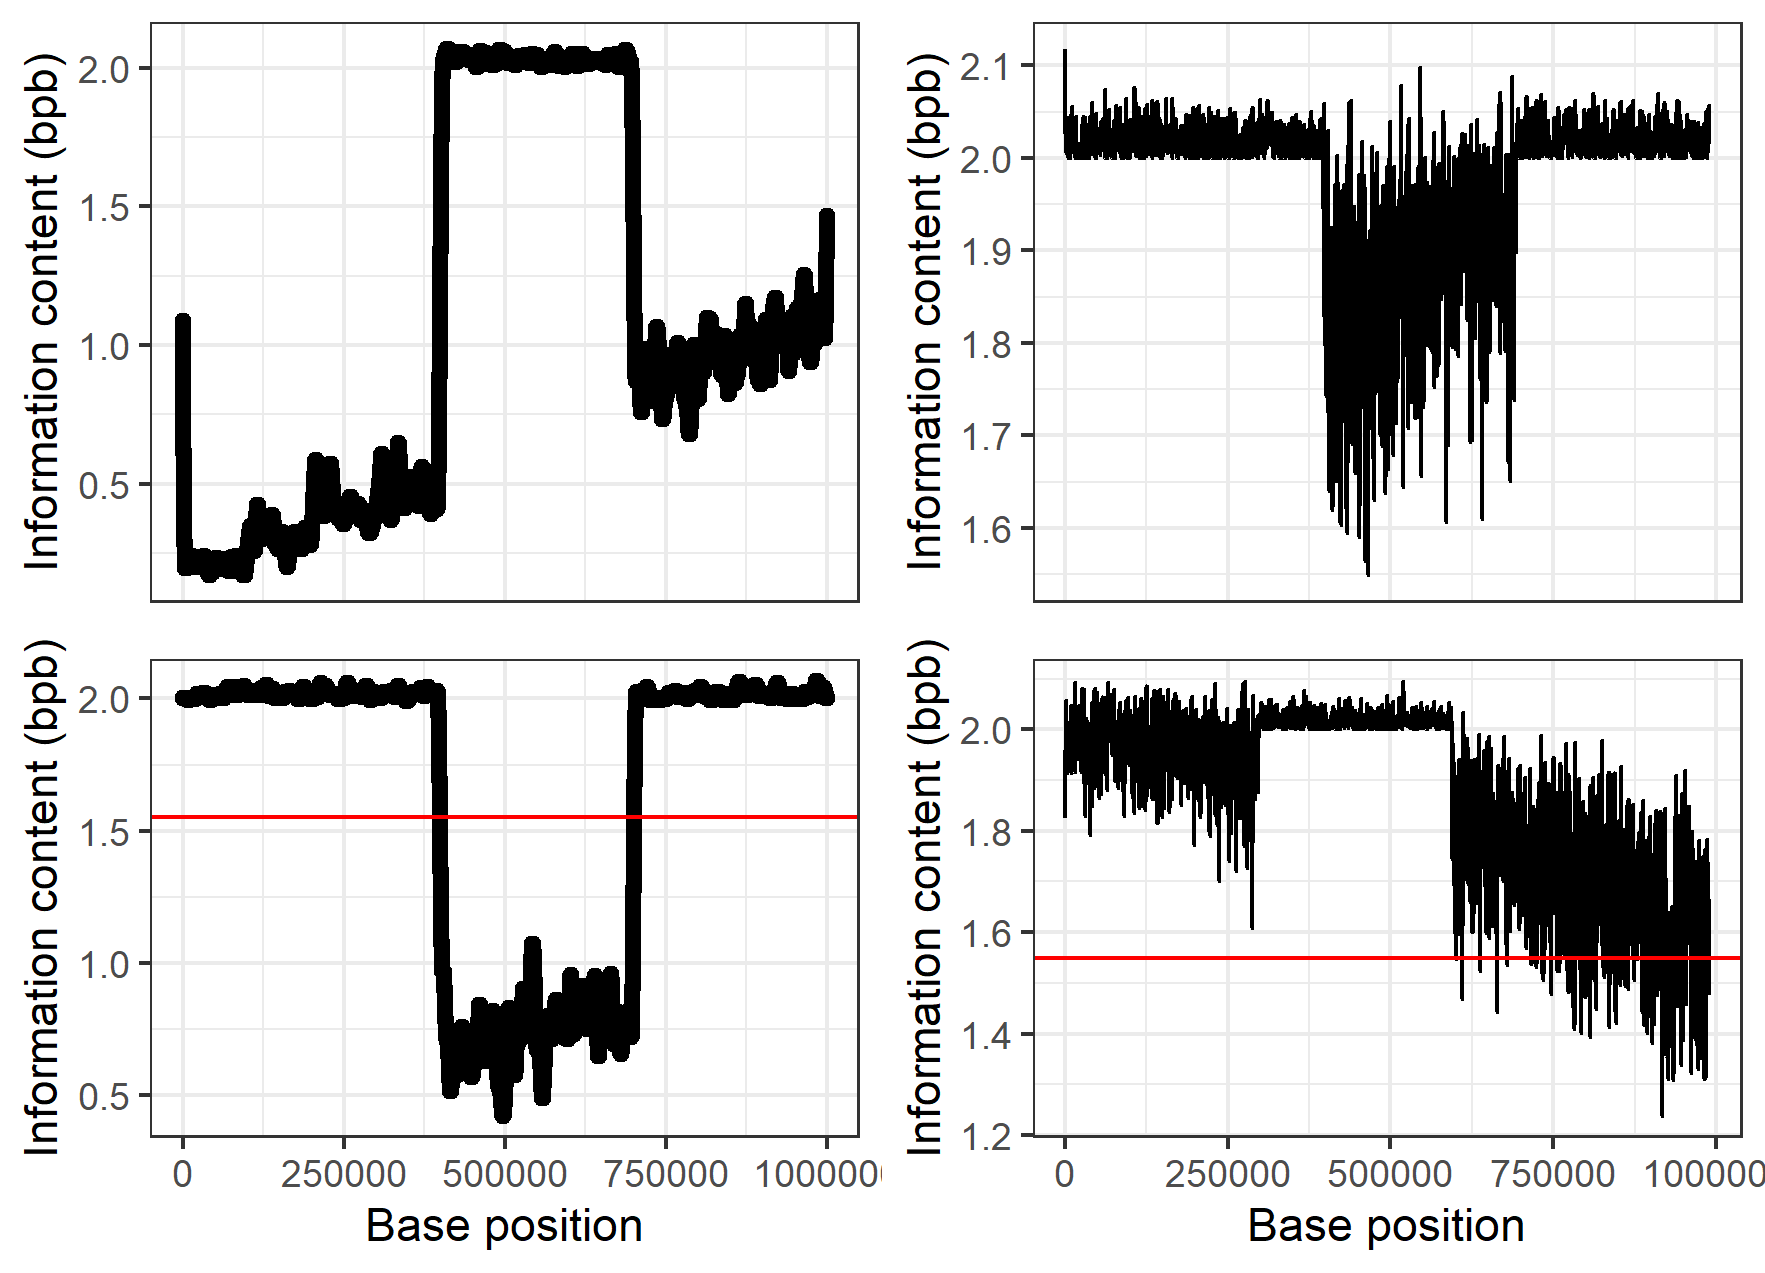 Information content (bpb)
2.0
1.5
1.0
0.5
Information content (bpb)
2.1
2.0
1.9
1.8
1.7
1.6
Information content (bpb)
2.0
1.5
1.0
0.5
0 250000 500000 750000 100000
Base position
Information content (bpb)
2.0
1.8
1.6
1.4
1.2
0 250000 500000 750000 100000
Base position